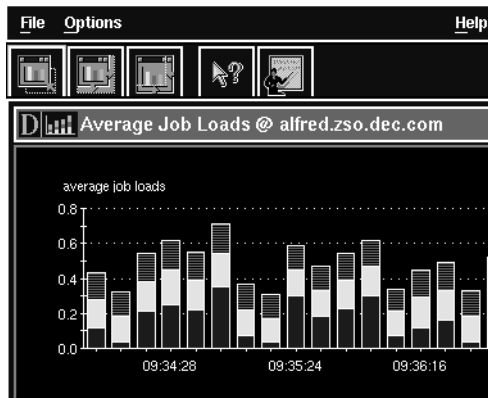 File Options Help
?
D Average Job Loads @ alfred.zso.dec.com
average job loads
0.8
0.6
0.4
0.2
0.0
09:34:28 09:35:24 09:36:16